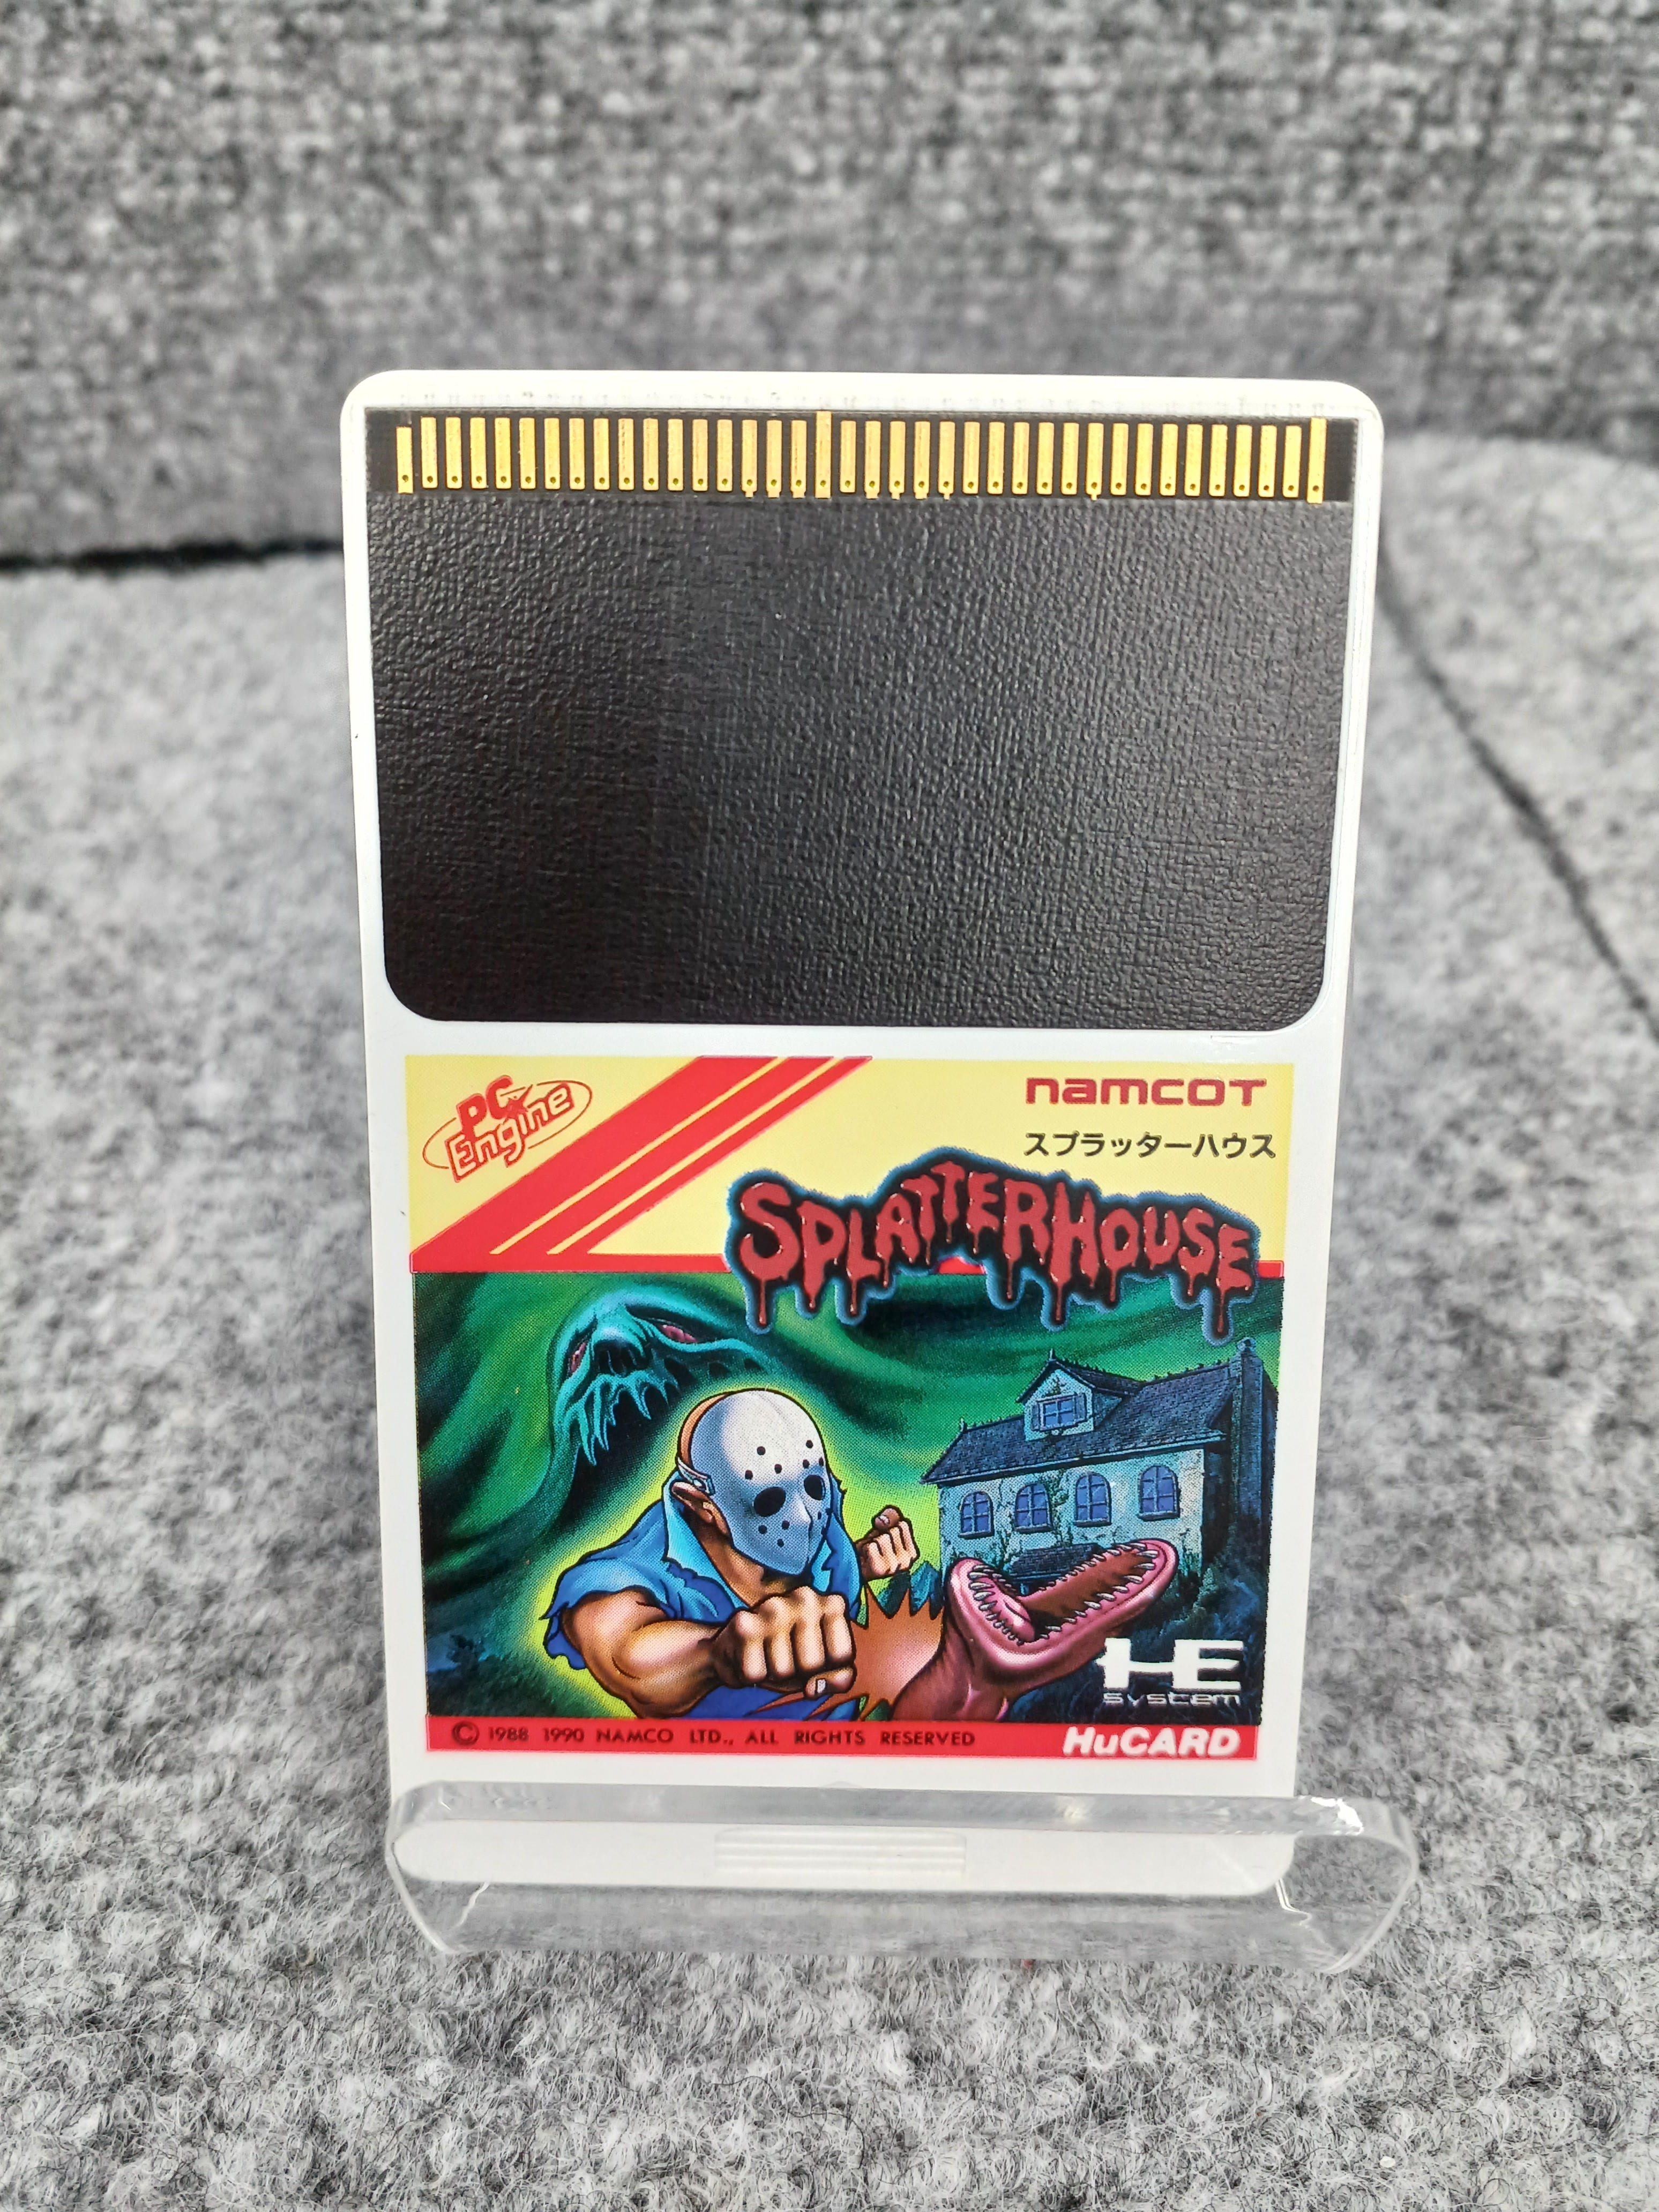 PC Engine
namcoT
スプラッターハウス
SPLATTERHOUSE
HE
SYSTEM
© 1988 1990 NAMCO LTD., ALL RIGHTS RESERVED
HuCARD